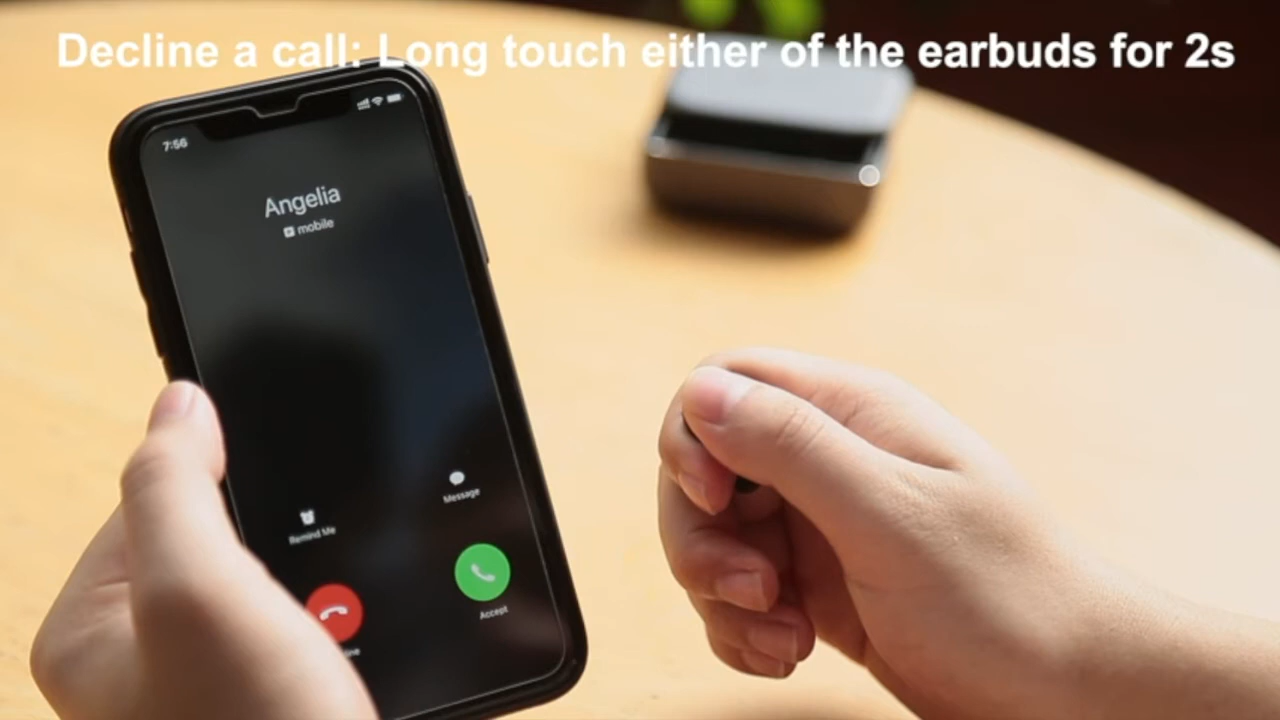 Decline a call: Long touch either of the earbuds for 2s
7:56
Angelia
mobile
Message
Remind Me
Accept